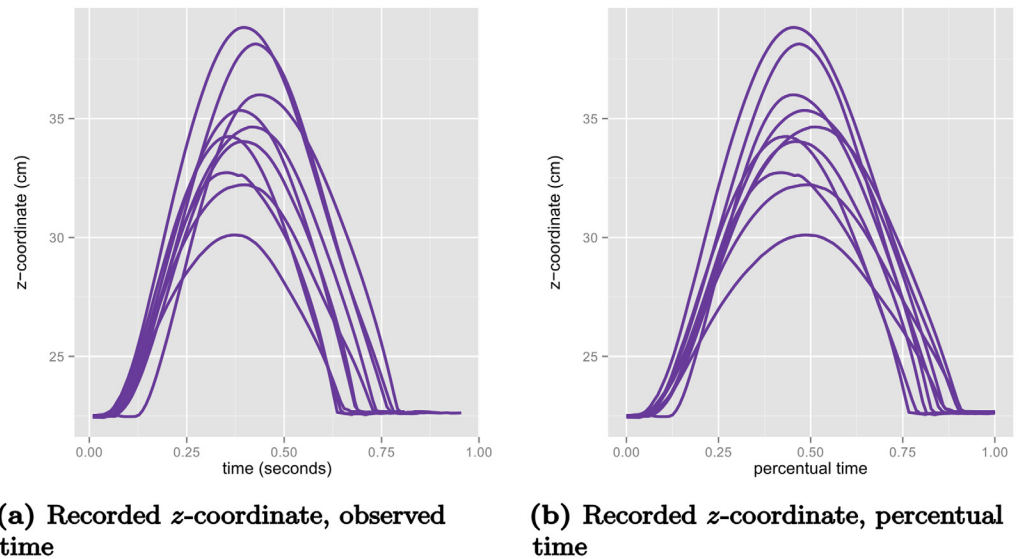 35
30
25
z−coordinate (cm)
0.00 0.25 0.50 0.75 1.00
time (seconds)
35
30
25
z−coordinate (cm)
0.00 0.25 0.50 0.75 1.00
percentual time
(a) Recorded z-coordinate, observed
time
(b) Recorded z-coordinate, percentual
time